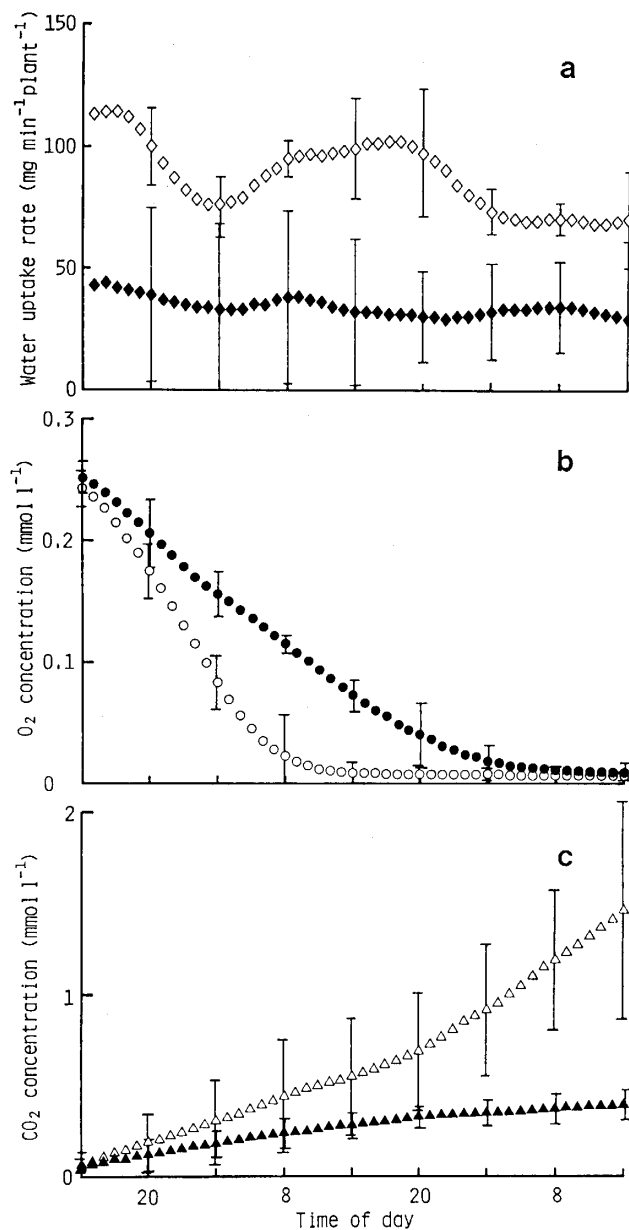 150
a
100
50
0
Water uptake rate (mg min⁻¹plant⁻¹)
0.3
b
0.2
0.1
0
O₂ concentration (mmol l⁻¹)
2
c
1
0
CO₂ concentration (mmol l⁻¹)
20 8 20 8
Time of day